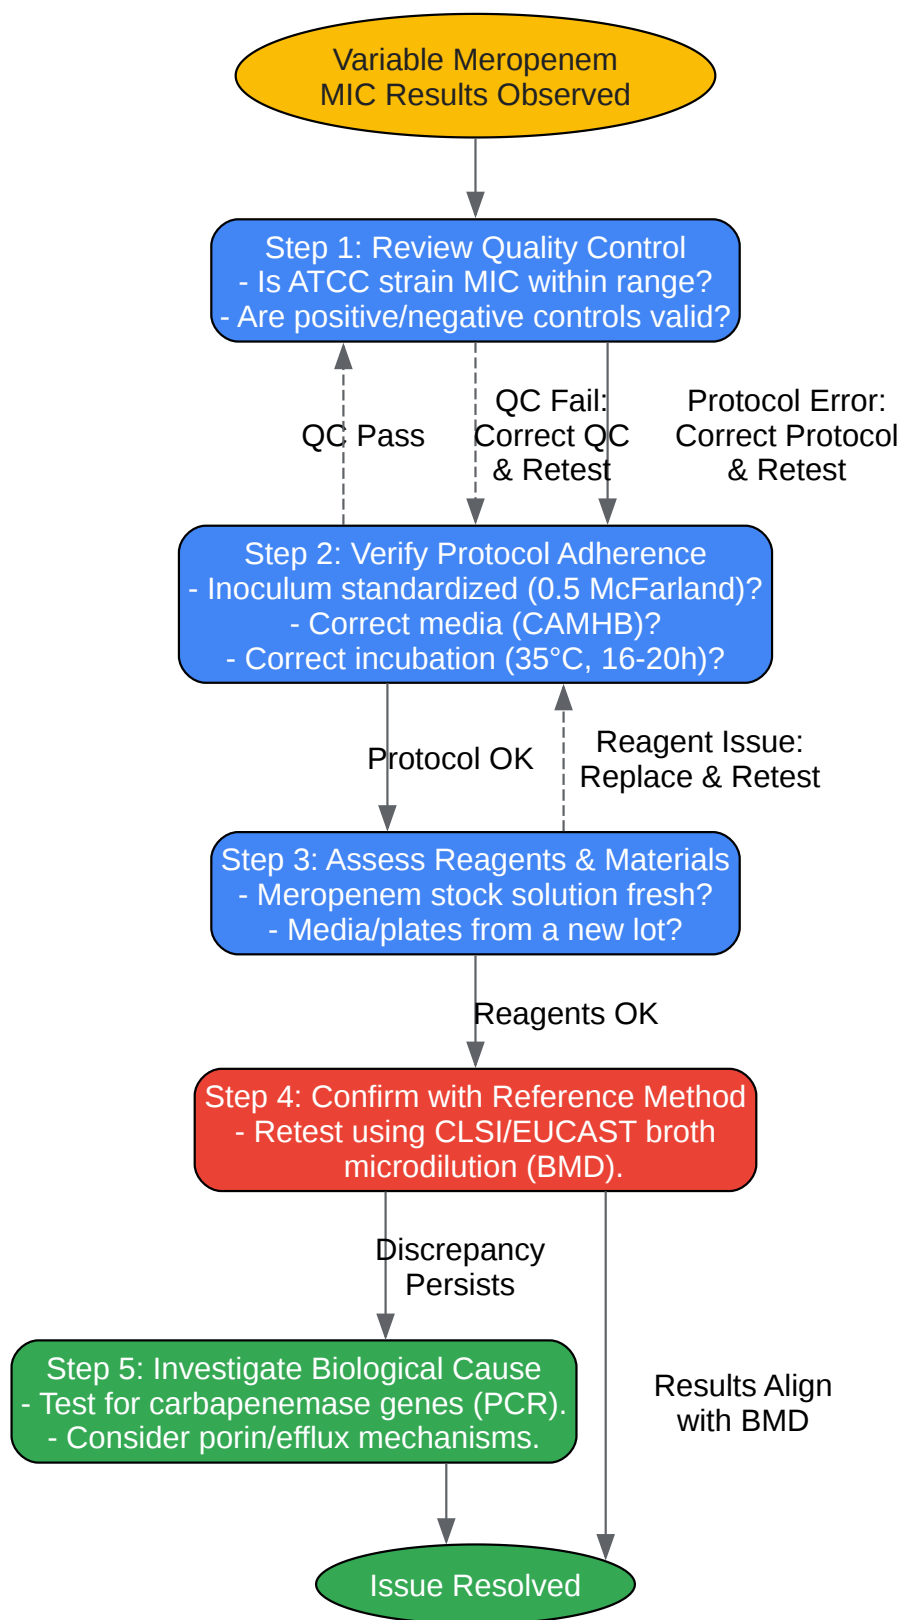 Variable Meropenem
MIC Results Observed
Step 1: Review Quality Control
- Is ATCC strain MIC within range?
- Are positive/negative controls valid?
QC Pass
QC Fail:
Correct QC
& Retest
Protocol Error:
Correct Protocol
& Retest
Step 2: Verify Protocol Adherence
- Inoculum standardized (0.5 McFarland)?
- Correct media (CAMHB)?
- Correct incubation (35°C, 16-20h)?
Protocol OK
Reagent Issue:
Replace & Retest
Step 3: Assess Reagents & Materials
- Meropenem stock solution fresh?
- Media/plates from a new lot?
Reagents OK
Step 4: Confirm with Reference Method
- Retest using CLSI/EUCAST broth
microdilution (BMD).
Discrepancy
Persists
Step 5: Investigate Biological Cause
- Test for carbapenemase genes (PCR).
- Consider porin/efflux mechanisms.
Results Align
with BMD
Issue Resolved